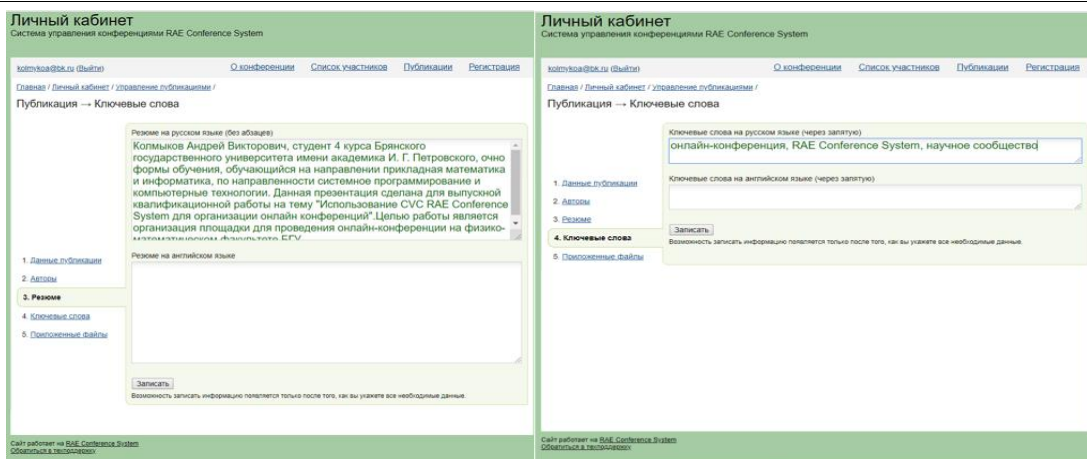 Личный кабинет
Система управления конференциями RAE Conference System
kolmykoa@bk.ru (Выйти)
О конференции Список участников Публикации Регистрация
Главная / Личный кабинет / Управление публикациями /
Публикация → Ключевые слова
Резюме на русском языке (без абзацев)
Колмыков Андрей Викторович, студент 4 курса Брянского
государственного университета имени академика И. Г. Петровского, очно
формы обучения, обучающийся на направлении прикладная математика
и информатика, по направленности системное программирование и
компьютерные технологии. Данная презентация сделана для выпускной
квалификационной работы на тему "Использование CVC RAE Conference
System для организации онлайн конференций".Целью работы является
организация площадки для проведения онлайн-конференции на физико-
математическом факультете БГУ
1. Данные публикации
2. Авторы
3. Резюме
4. Ключевые слова
5. Приложенные файлы
Резюме на английском языке
Записать
Возможность записать информацию появляется только после того, как вы укажете все необходимые данные.
Сайт работает на RAE Conference System
Обратиться в техподдержку
Личный кабинет
Система управления конференциями RAE Conference System
kolmykoa@bk.ru (Выйти)
О конференции Список участников Публикации Регистрация
Главная / Личный кабинет / Управление публикациями /
Публикация → Ключевые слова
Ключевые слова на русском языке (через запятую)
онлайн-конференция, RAE Conference System, научное сообщество
Ключевые слова на английском языке (через запятую)
1. Данные публикации
2. Авторы
3. Резюме
4. Ключевые слова
5. Приложенные файлы
Записать
Возможность записать информацию появляется только после того, как вы укажете все необходимые данные.
Сайт работает на RAE Conference System
Обратиться в техподдержку